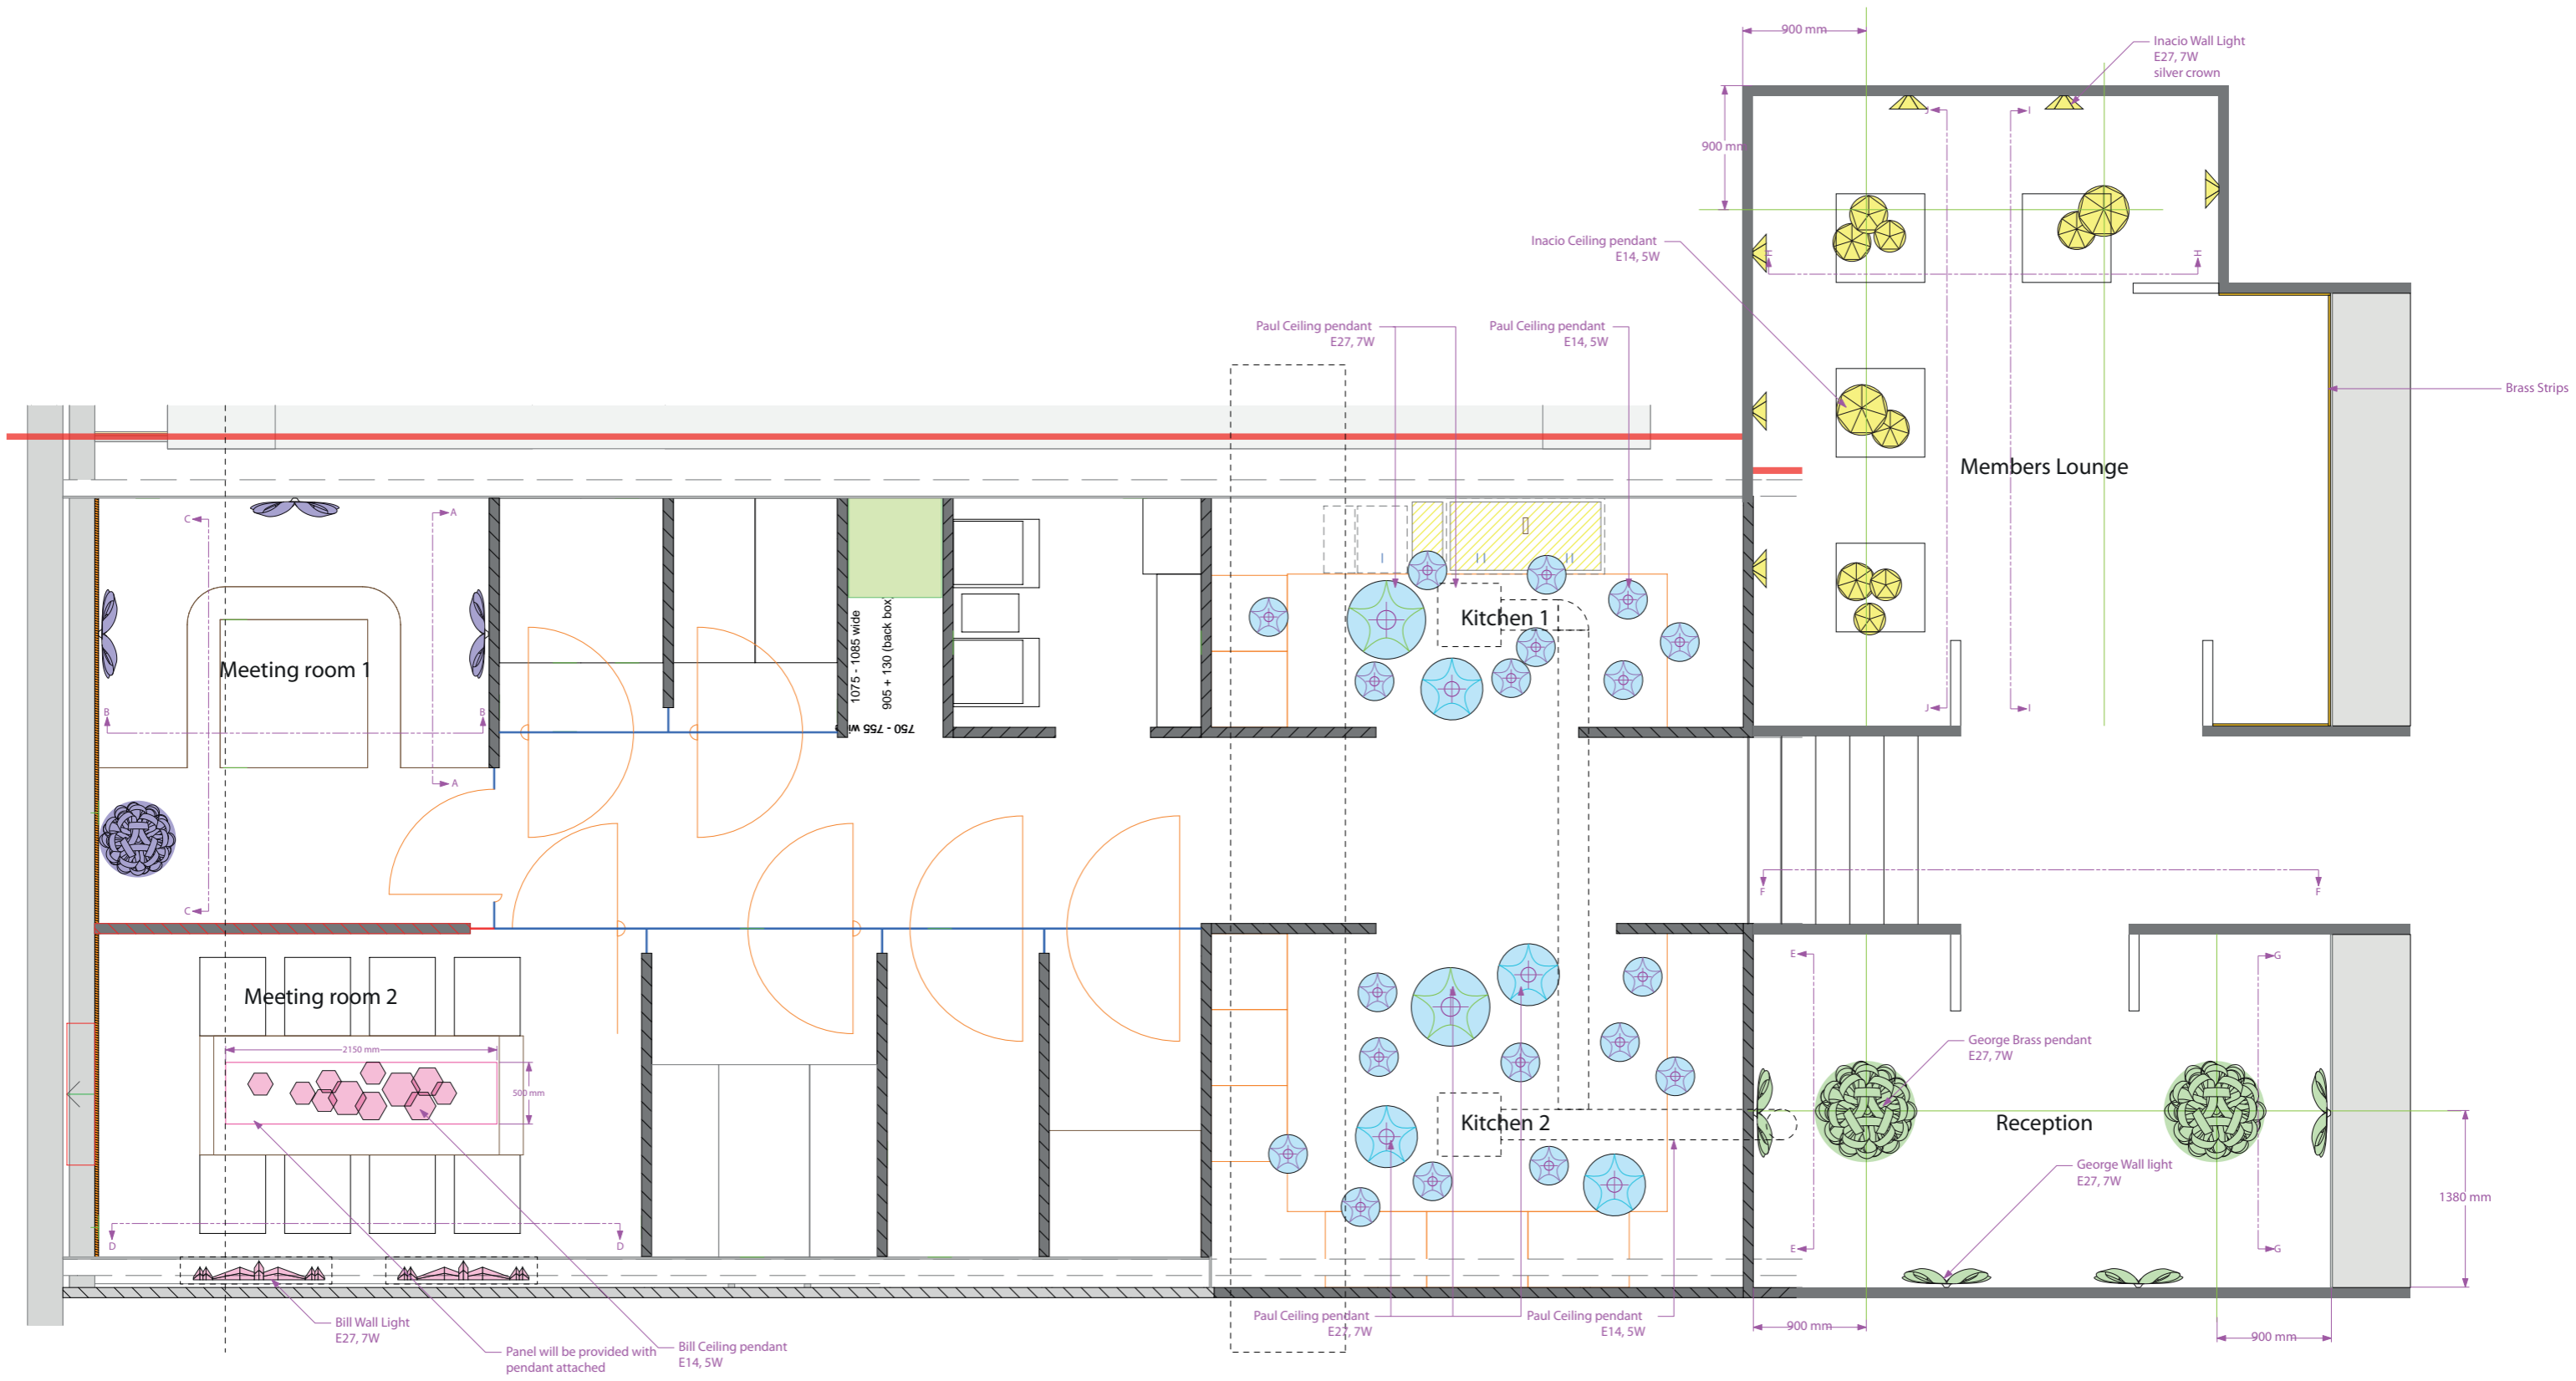 900 mm
Inacio Wall Light
E27, 7W
silver crown
J
I
900 mm
Inacio Ceiling pendant
E14, 5W
H
H
Paul Ceiling pendant
E27, 7W
Paul Ceiling pendant
E14, 5W
Brass Strips
Members Lounge
C
A
Kitchen 1
1075 - 1085 wide
905 + 130 (back box)
750 - 755 wi
Meeting room 1
B
B
J
I
A
F
F
C
E
G
Meeting room 2
2150 mm
500 mm
George Brass pendant
E27, 7W
Kitchen 2
Reception
George Wall light
E27, 7W
1380 mm
D
D
E
G
Bill Wall Light
E27, 7W
Panel will be provided with
pendant attached
Bill Ceiling pendant
E14, 5W
Paul Ceiling pendant
E27, 7W
Paul Ceiling pendant
E14, 5W
900 mm
900 mm